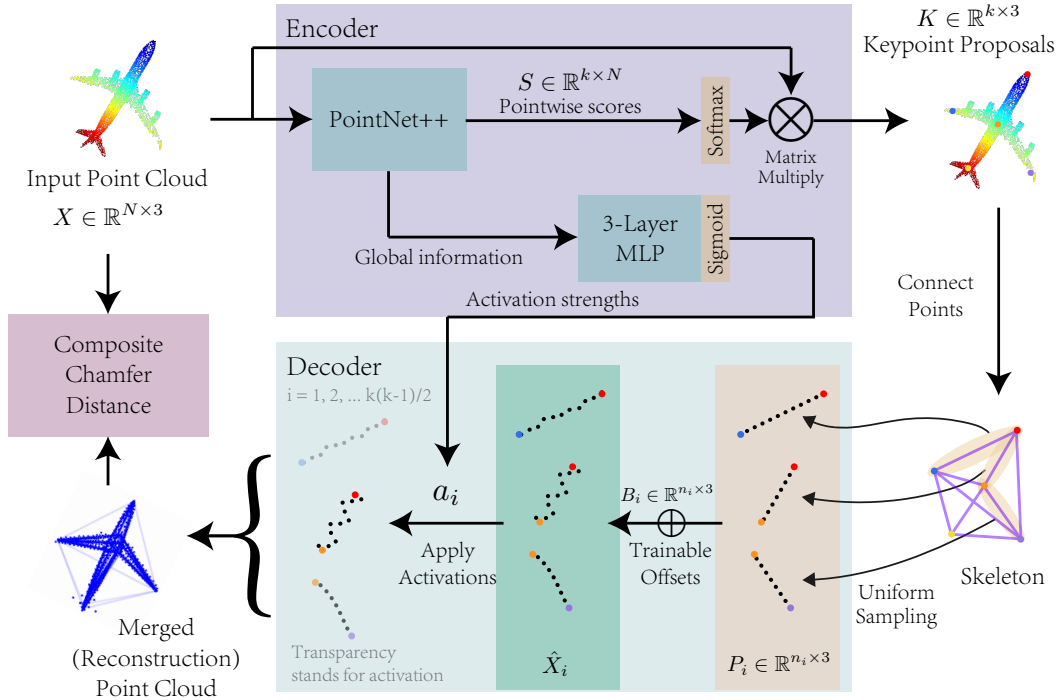 Encoder
K ∈ ℝ^{k×3}
Keypoint Proposals
S ∈ ℝ^{k×N}
Pointwise scores
PointNet++
Softmax
Matrix
Multiply
Input Point Cloud
X ∈ ℝ^{N×3}
3-Layer
MLP
Sigmoid
Global information
Activation strengths
Connect
Points
Composite
Chamfer
Distance
Decoder
i = 1, 2, ... k(k-1)/2
a_i
Apply
Activations
B_i ∈ ℝ^{n_i×3}
Trainable
Offsets
Uniform
Sampling
Skeleton
Merged
(Reconstruction)
Point Cloud
Transparency
stands for activation
X̂_i
P_i ∈ ℝ^{n_i×3}